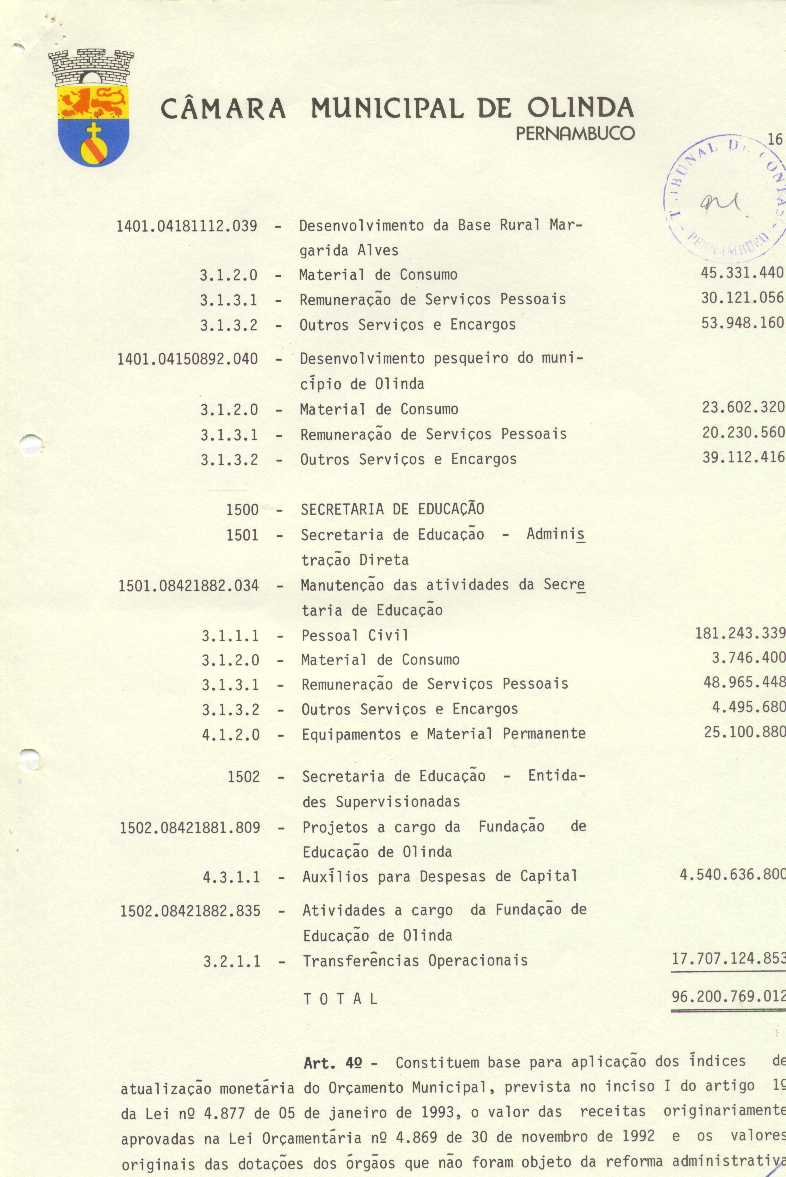 CÂMARA MUNICIPAL DE OLINDA
PERNAMBUCO
16
TRIBUNAL DE CONTAS - PERNAMBUCO -
1401.04181112.039 - Desenvolvimento da Base Rural Mar-
garida Alves
3.1.2.0 - Material de Consumo 45.331.440
3.1.3.1 - Remuneração de Serviços Pessoais 30.121.056
3.1.3.2 - Outros Serviços e Encargos 53.948.160
1401.04150892.040 - Desenvolvimento pesqueiro do muni-
cípio de Olinda
3.1.2.0 - Material de Consumo 23.602.320
3.1.3.1 - Remuneração de Serviços Pessoais 20.230.560
3.1.3.2 - Outros Serviços e Encargos 39.112.416
1500 - SECRETARIA DE EDUCAÇÃO
1501 - Secretaria de Educação - Adminis
tração Direta
1501.08421882.034 - Manutenção das atividades da Secre
taria de Educação
3.1.1.1 - Pessoal Civil 181.243.339
3.1.2.0 - Material de Consumo 3.746.400
3.1.3.1 - Remuneração de Serviços Pessoais 48.965.448
3.1.3.2 - Outros Serviços e Encargos 4.495.680
4.1.2.0 - Equipamentos e Material Permanente 25.100.880
1502 - Secretaria de Educação - Entida-
des Supervisionadas
1502.08421881.809 - Projetos a cargo da Fundação de
Educação de Olinda
4.3.1.1 - Auxílios para Despesas de Capital 4.540.636.800
1502.08421882.835 - Atividades a cargo da Fundação de
Educação de Olinda
3.2.1.1 - Transferências Operacionais 17.707.124.853
T O T A L 96.200.769.012
Art. 4º - Constituem base para aplicação dos índices de
atualização monetária do Orçamento Municipal, prevista no inciso I do artigo 1º
da Lei nº 4.877 de 05 de janeiro de 1993, o valor das receitas originariamente
aprovadas na Lei Orçamentária nº 4.869 de 30 de novembro de 1992 e os valores
originais das dotações dos órgãos que não foram objeto da reforma administrativa